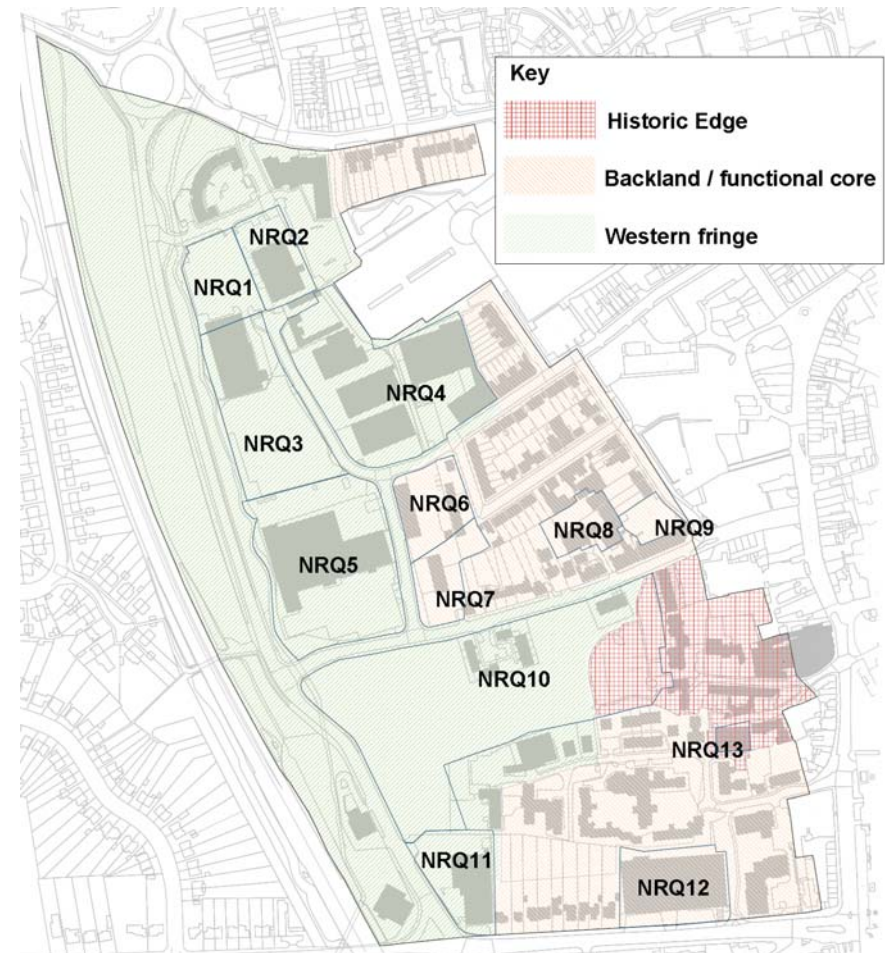 Key
Historic Edge
Backland / functional core
Western fringe
NRQ2
NRQ1
NRQ4
NRQ3
NRQ6
NRQ8
NRQ9
NRQ5
NRQ7
NRQ10
NRQ13
NRQ11
NRQ12